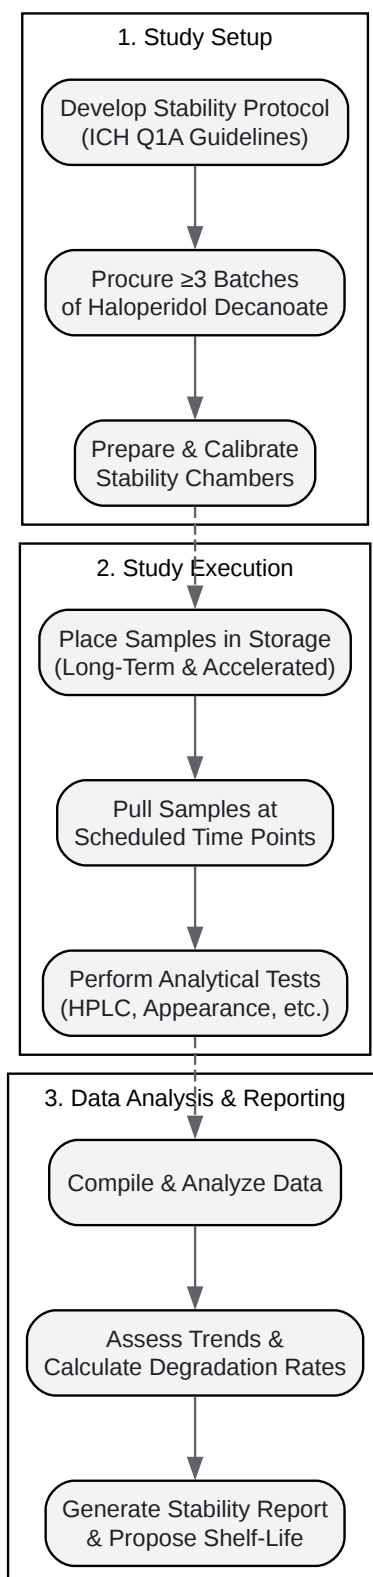 1. Study Setup
Develop Stability Protocol
(ICH Q1A Guidelines)
Procure ≥3 Batches
of Haloperidol Decanoate
Prepare & Calibrate
Stability Chambers
2. Study Execution
Place Samples in Storage
(Long-Term & Accelerated)
Pull Samples at
Scheduled Time Points
Perform Analytical Tests
(HPLC, Appearance, etc.)
3. Data Analysis & Reporting
Compile & Analyze Data
Assess Trends &
Calculate Degradation Rates
Generate Stability Report
& Propose Shelf-Life